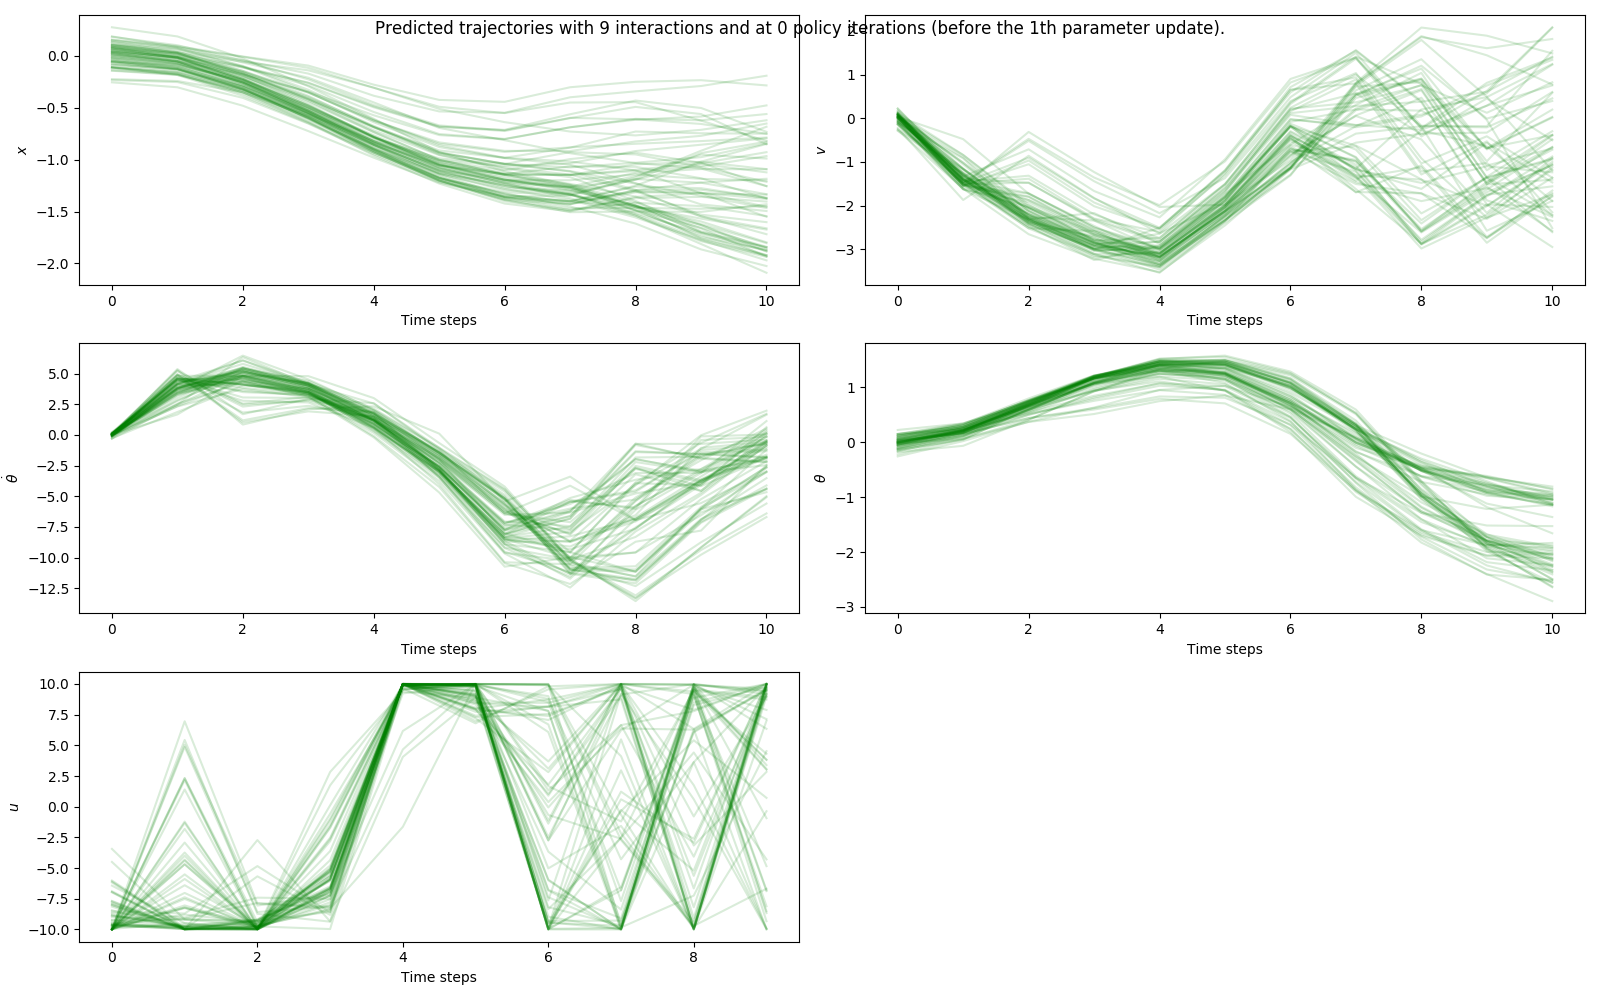 Predicted trajectories with 9 interactions and at 0 policy iterations (before the 1th parameter update).
0.0
−0.5
−1.0
−1.5
−2.0
x
0 2 4 6 8 10
Time steps
2
1
0
−1
−2
−3
v
0 2 4 6 8 10
Time steps
5.0
2.5
0.0
−2.5
−5.0
−7.5
−10.0
−12.5
θ̇
0 2 4 6 8 10
Time steps
1
0
−1
−2
−3
θ
0 2 4 6 8 10
Time steps
10.0
7.5
5.0
2.5
0.0
−2.5
−5.0
−7.5
−10.0
u
0 2 4 6 8
Time steps